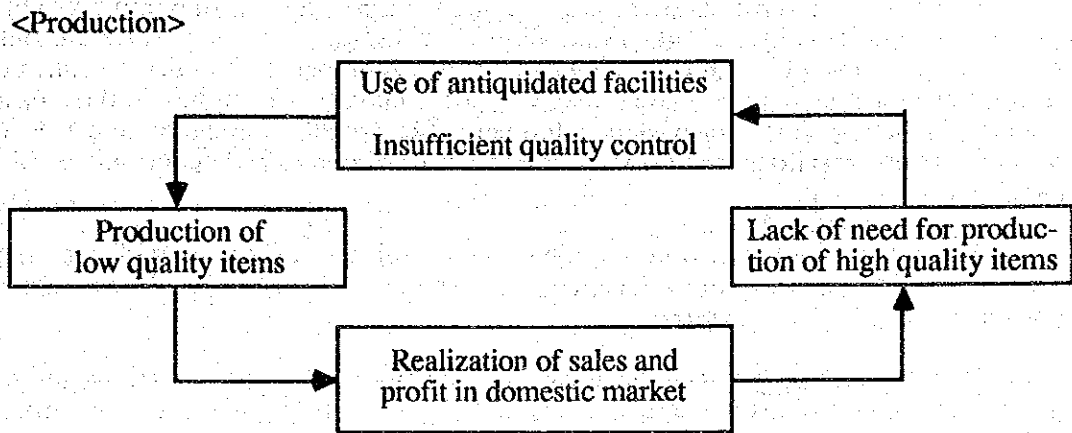 <Production>
Use of antiquidated facilities
Insufficient quality control
Production of
low quality items
Lack of need for produc-
tion of high quality items
Realization of sales and
profit in domestic market